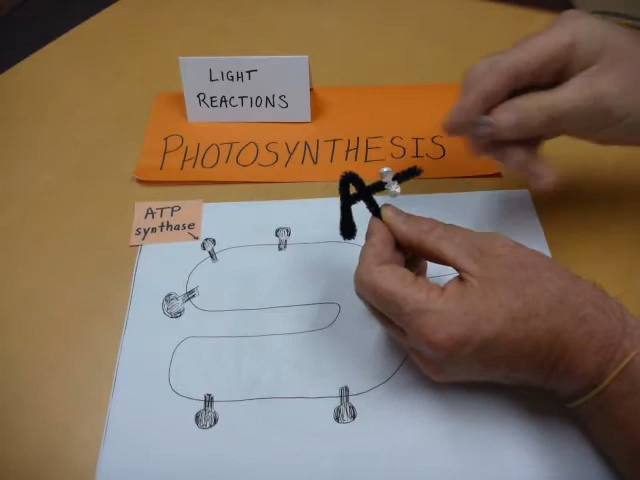 LIGHT
REACTIONS
PHOTOSYNTHESIS
A
ATP
synthase